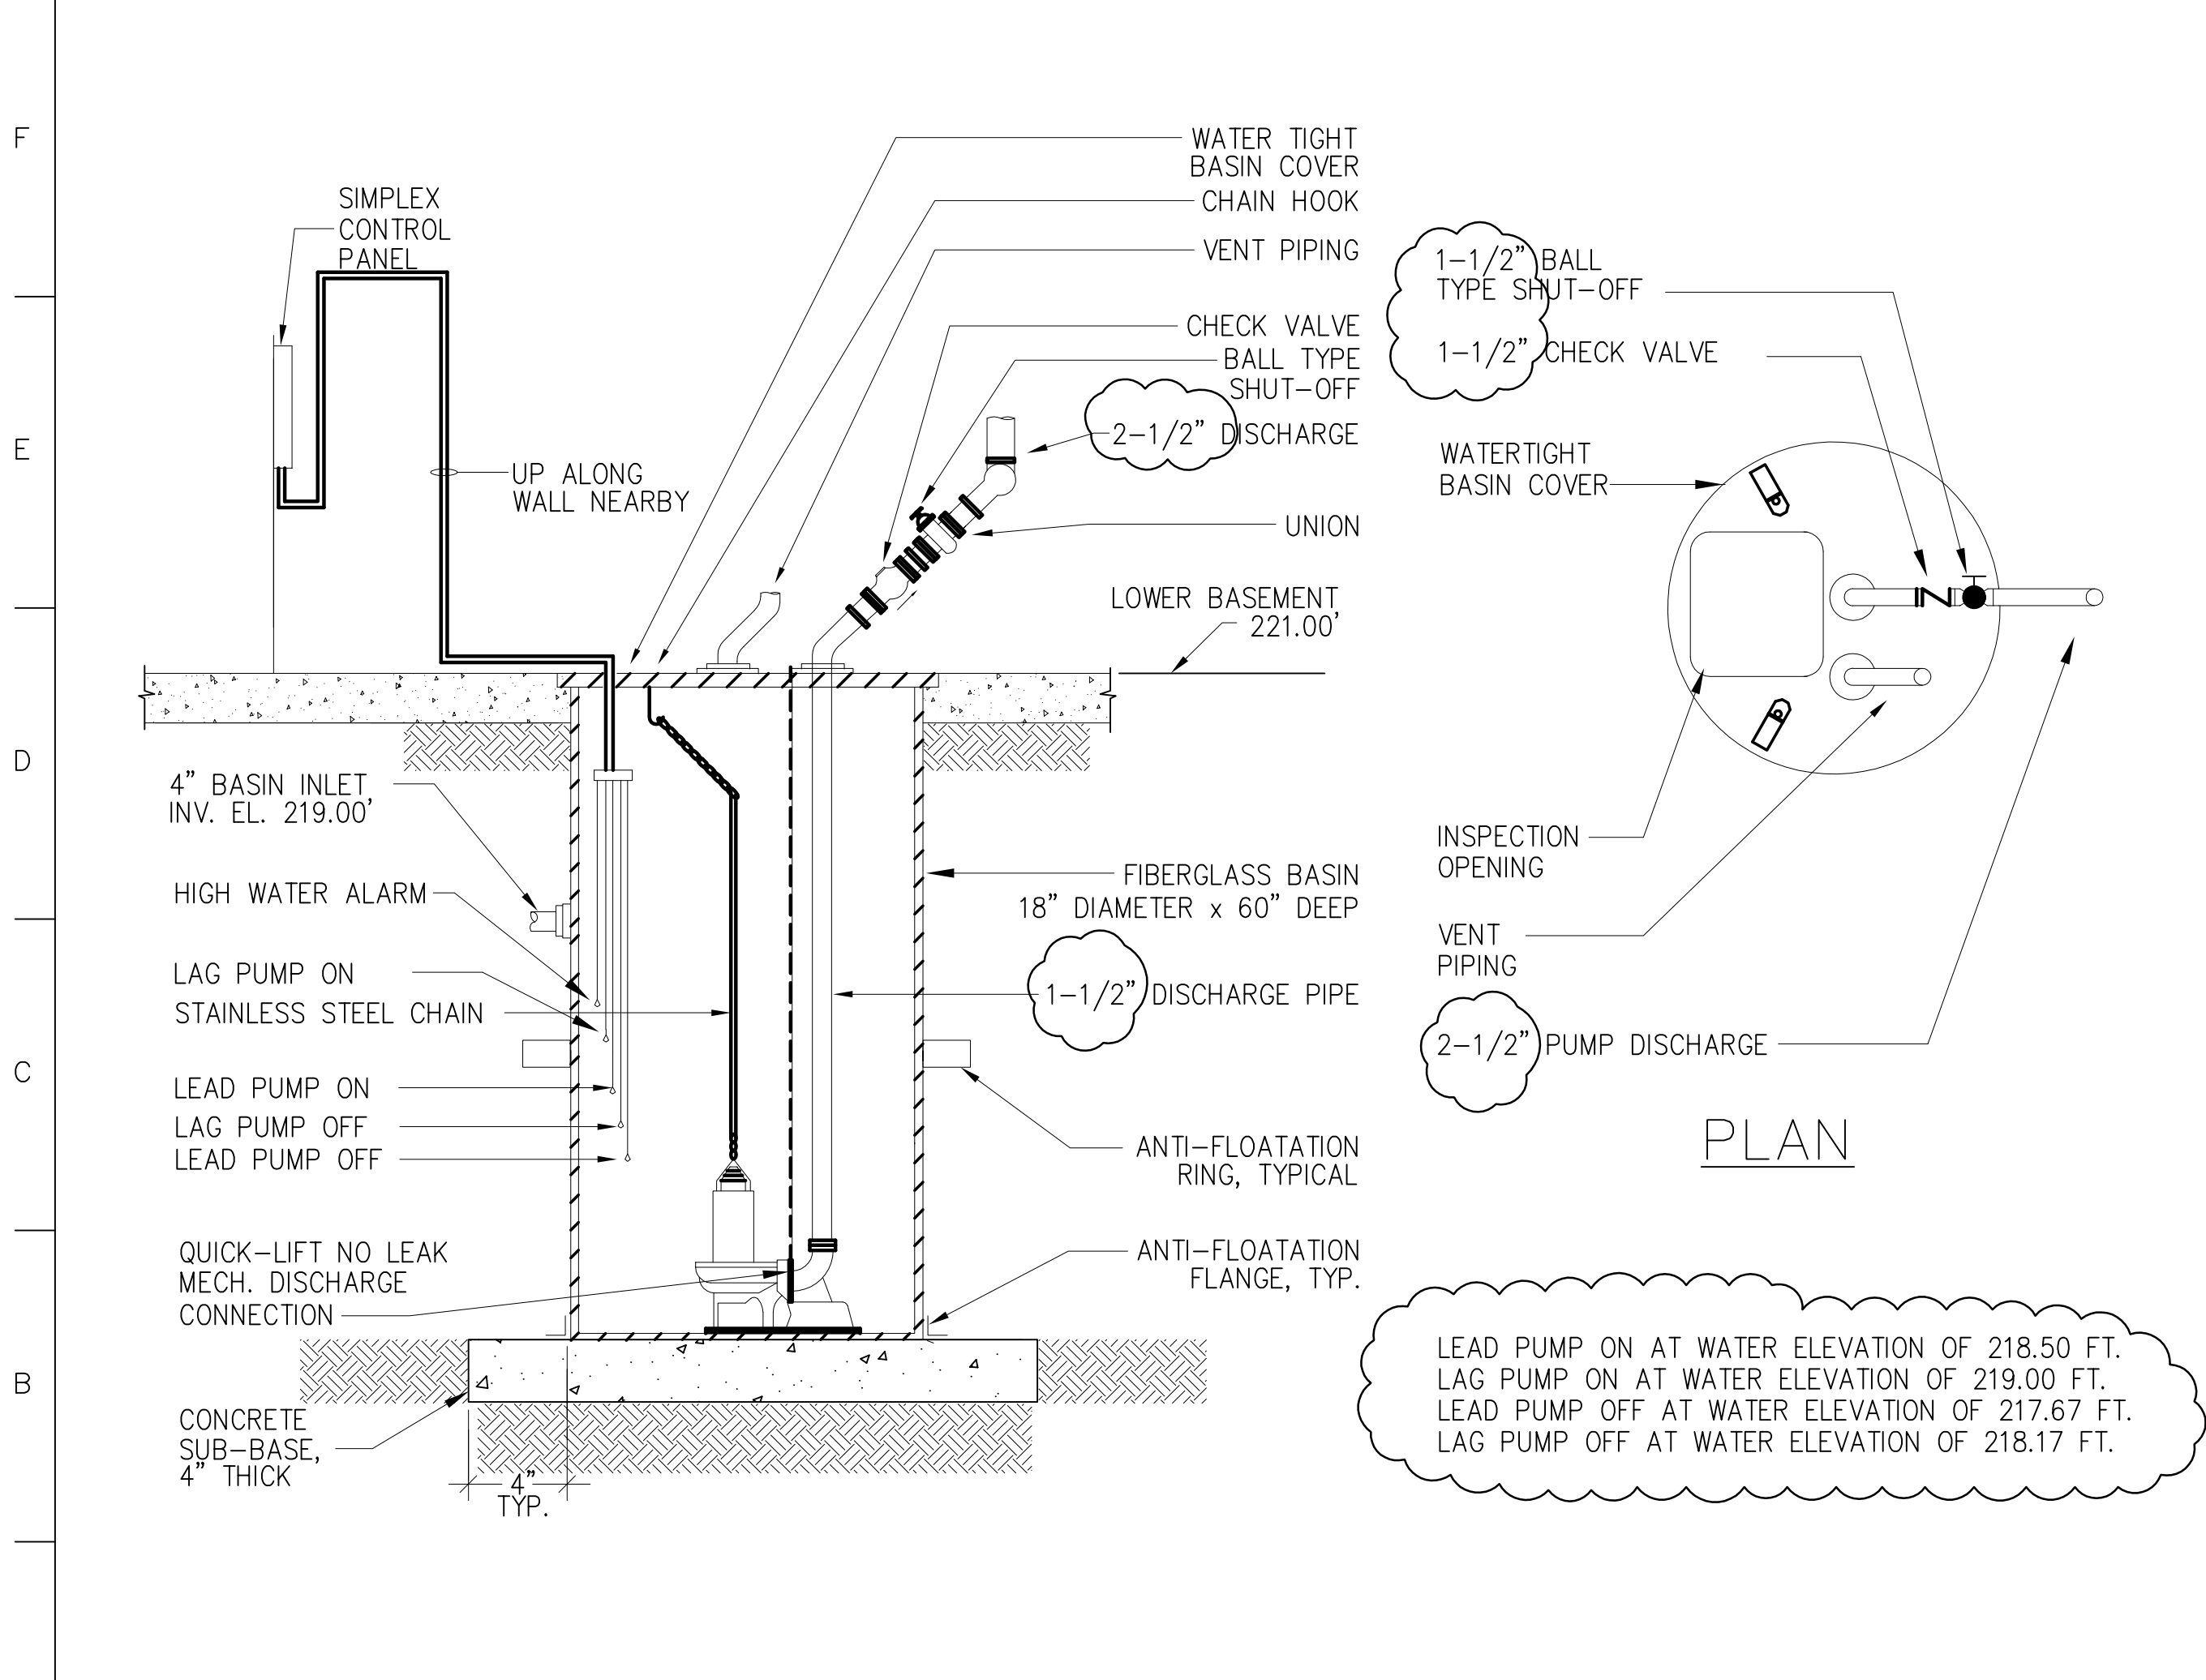 F
E
D
C
B
SIMPLEX
CONTROL
PANEL
UP ALONG
WALL NEARBY
4" BASIN INLET,
INV. EL. 219.00'
HIGH WATER ALARM
LAG PUMP ON
STAINLESS STEEL CHAIN
LEAD PUMP ON
LAG PUMP OFF
LEAD PUMP OFF
QUICK-LIFT NO LEAK
MECH. DISCHARGE
CONNECTION
CONCRETE
SUB-BASE,
4" THICK
4"
TYP.
WATER TIGHT
BASIN COVER
CHAIN HOOK
VENT PIPING
CHECK VALVE
BALL TYPE
SHUT-OFF
2-1/2" DISCHARGE
UNION
LOWER BASEMENT,
221.00'
FIBERGLASS BASIN
18" DIAMETER x 60" DEEP
1-1/2" DISCHARGE PIPE
ANTI-FLOATATION
RING, TYPICAL
ANTI-FLOATATION
FLANGE, TYP.
1-1/2" BALL
TYPE SHUT-OFF
1-1/2" CHECK VALVE
WATERTIGHT
BASIN COVER
INSPECTION
OPENING
VENT
PIPING
2-1/2" PUMP DISCHARGE
PLAN
LEAD PUMP ON AT WATER ELEVATION OF 218.50 FT.
LAG PUMP ON AT WATER ELEVATION OF 219.00 FT.
LEAD PUMP OFF AT WATER ELEVATION OF 217.67 FT.
LAG PUMP OFF AT WATER ELEVATION OF 218.17 FT.